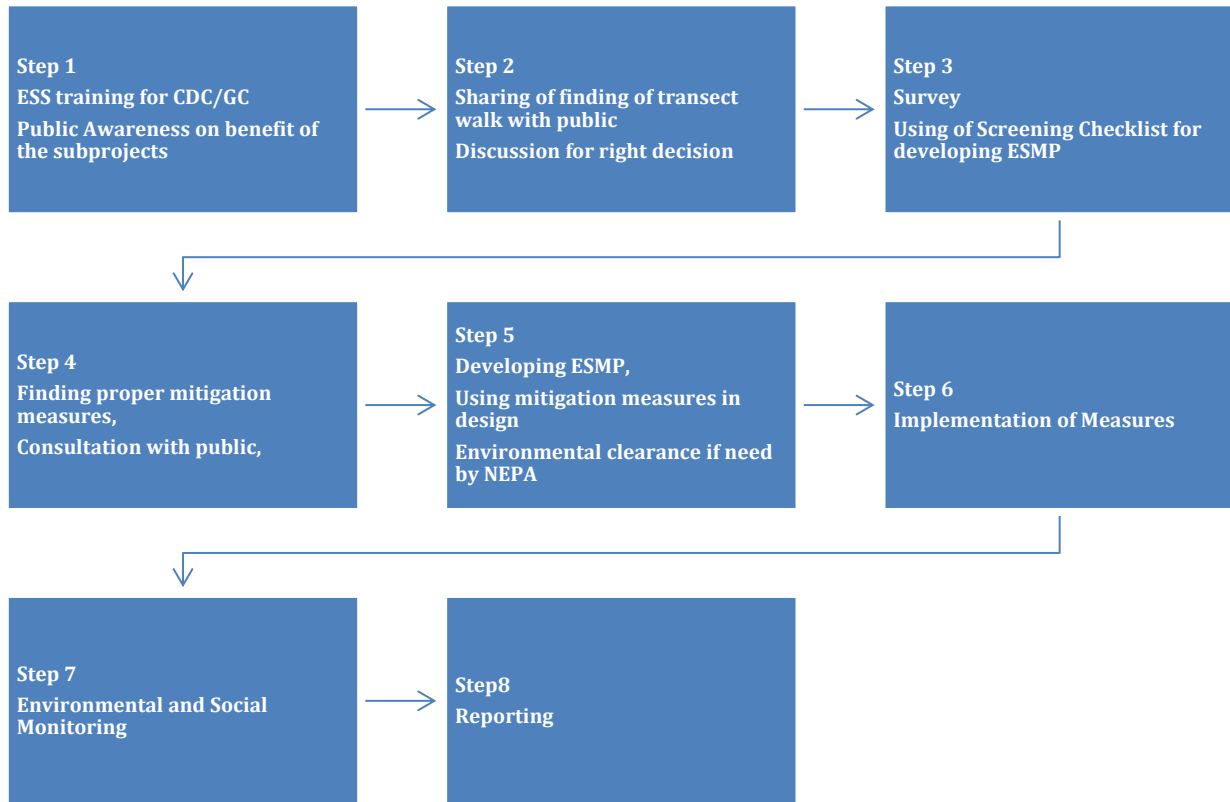 Step 1
ESS training for CDC/GC
Public Awareness on benefit of
the subprojects
Step 2
Sharing of finding of transect
walk with public
Discussion for right decision
Step 3
Survey
Using of Screening Checklist for
developing ESMP
Step 4
Finding proper mitigation
measures,
Consultation with public,
Step 5
Developing ESMP,
Using mitigation measures in
design
Environmental clearance if need
by NEPA
Step 6
Implementation of Measures
Step 7
Environmental and Social
Monitoring
Step8
Reporting